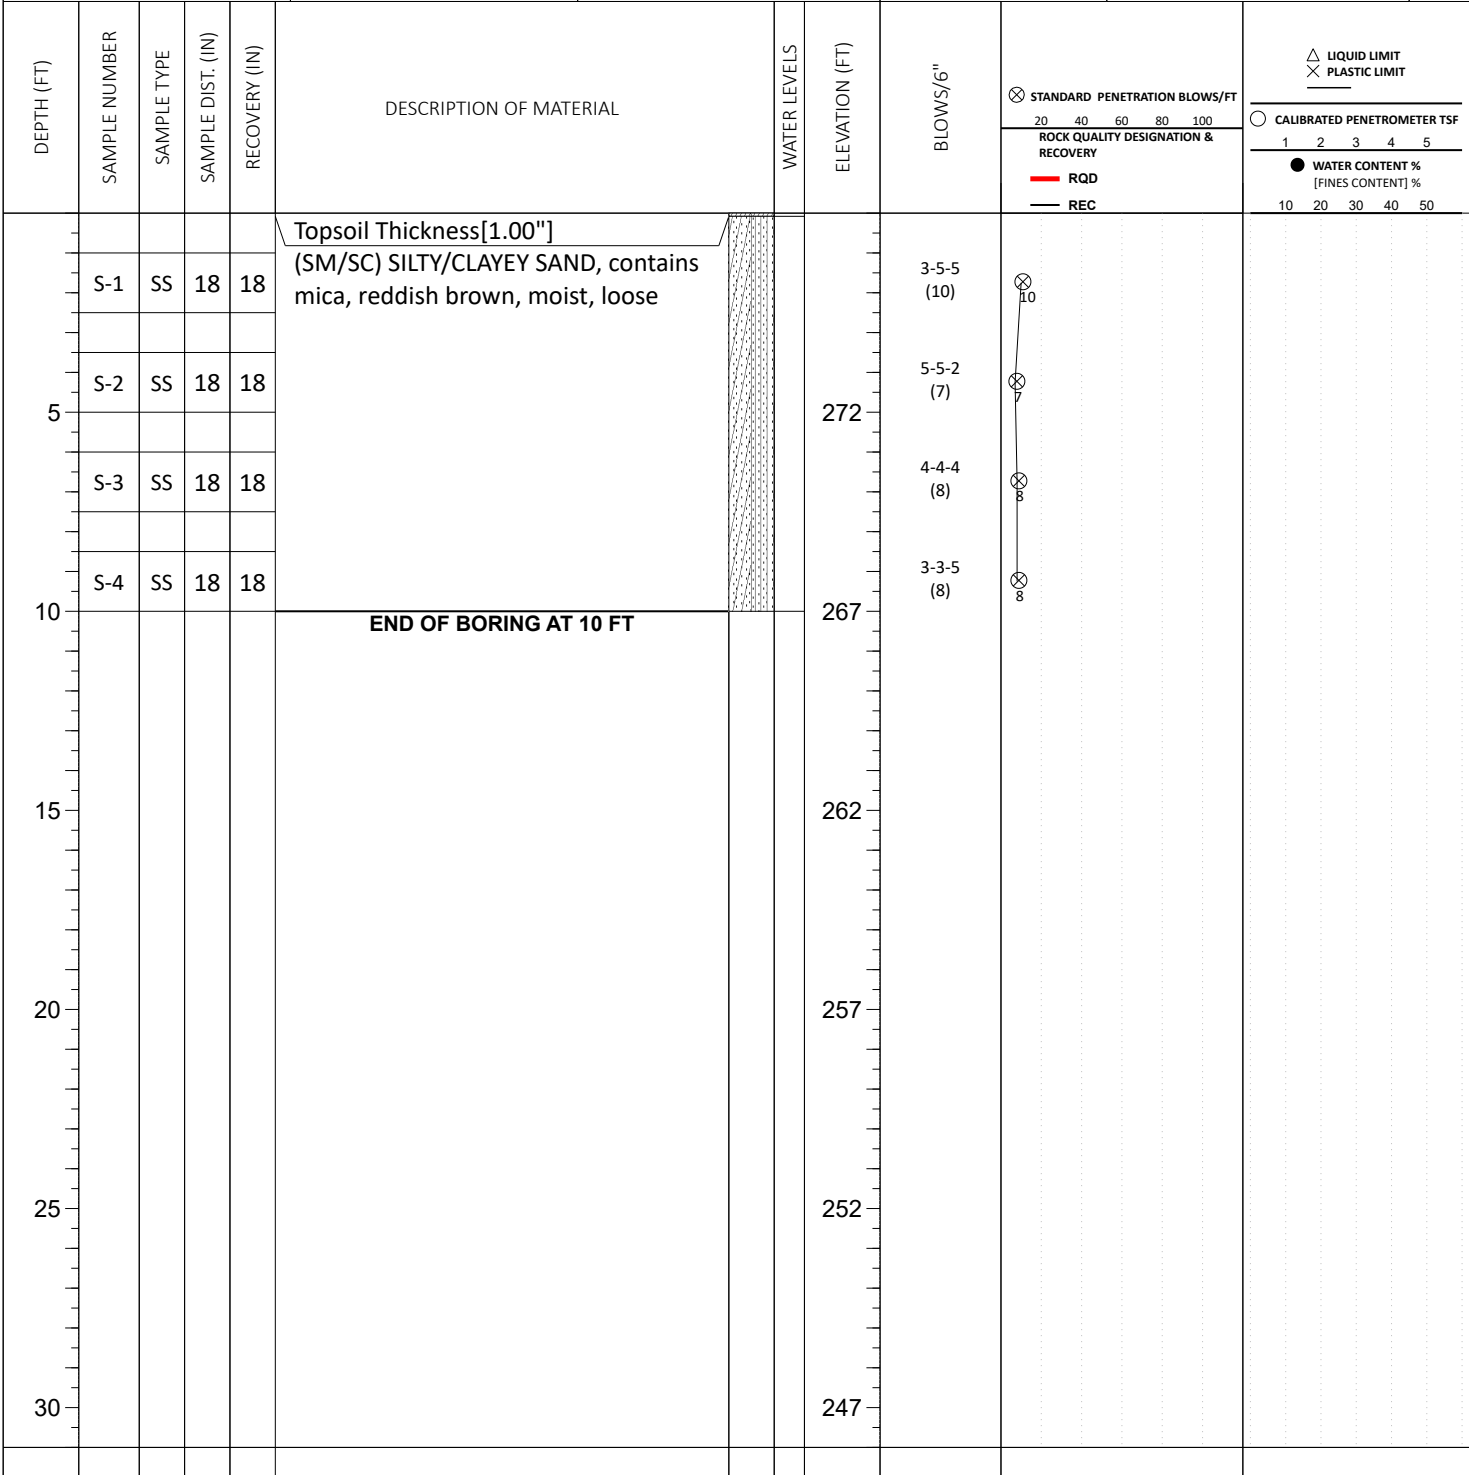 DEPTH (FT)
SAMPLE NUMBER
SAMPLE TYPE
SAMPLE DIST. (IN)
RECOVERY (IN)
DESCRIPTION OF MATERIAL
WATER LEVELS
ELEVATION (FT)
BLOWS/6"
STANDARD PENETRATION BLOWS/FT
20 40 60 80 100
ROCK QUALITY DESIGNATION &
RECOVERY
RQD
REC
LIQUID LIMIT
PLASTIC LIMIT
CALIBRATED PENETROMETER TSF
1 2 3 4 5
WATER CONTENT %
[FINES CONTENT] %
10 20 30 40 50
Topsoil Thickness[1.00"]
(SM/SC) SILTY/CLAYEY SAND, contains
mica, reddish brown, moist, loose
S-1 SS 18 18
3-5-5
(10)
10
S-2 SS 18 18
5-5-2
(7)
7
5
272
S-3 SS 18 18
4-4-4
(8)
8
S-4 SS 18 18
3-3-5
(8)
8
10
267
END OF BORING AT 10 FT
15
262
20
257
25
252
30
247